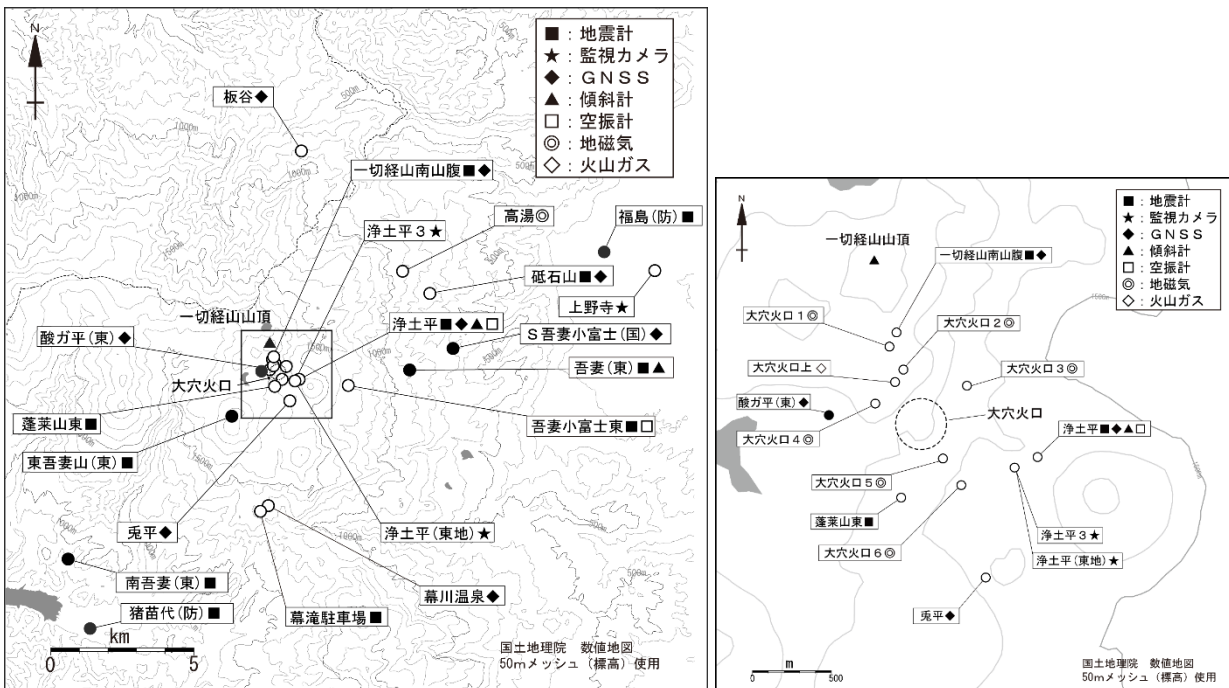 N
■：地震計
★：監視カメラ
◆：ＧＮＳＳ
▲：傾斜計
□：空振計
◎：地磁気
◇：火山ガス
板谷◆
500m
1000m
1000m
一切経山南山腹■◆
高湯◎
福島(防)■
浄土平３★
砥石山■◆
上野寺★
一切経山山頂
浄土平■◆▲□
酸ガ平(東)◆
Ｓ吾妻小富士(国)◆
1500m
1000m
大穴火口
吾妻(東)■▲
蓬莱山東■
吾妻小富士東■□
東吾妻山(東)■
1500m
兎平◆
浄土平(東地)★
1000m
500m
南吾妻(東)■
幕川温泉◆
猪苗代(防)■
幕滝駐車場■
km
0
5
国土地理院　数値地図
50mメッシュ（標高）使用
N
■：地震計
★：監視カメラ
◆：ＧＮＳＳ
▲：傾斜計
□：空振計
◎：地磁気
◇：火山ガス
一切経山山頂
一切経山南山腹■◆
大穴火口１◎
大穴火口２◎
大穴火口上◇
大穴火口３◎
酸ガ平(東)◆
大穴火口
大穴火口４◎
浄土平■◆▲□
大穴火口５◎
蓬莱山東■
浄土平３★
大穴火口６◎
浄土平(東地)★
兎平◆
m
0
500
国土地理院　数値地図
50mメッシュ（標高）使用